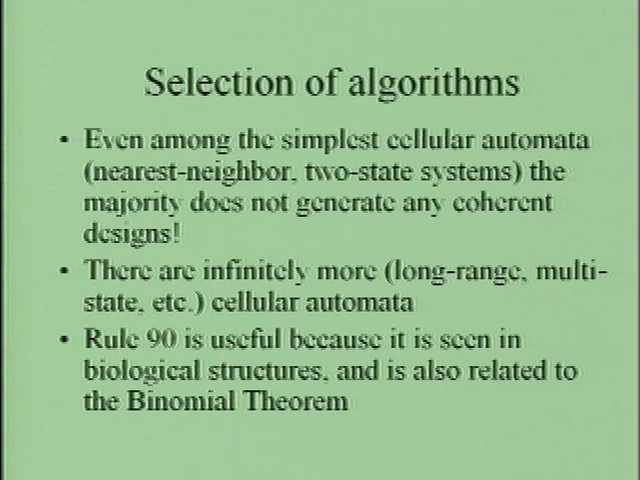 Selection of algorithms
• Even among the simplest cellular automata
(nearest-neighbor, two-state systems) the
majority does not generate any coherent
designs!
• There are infinitely more (long-range, multi-
state, etc.) cellular automata
• Rule 90 is useful because it is seen in
biological structures, and is also related to
the Binomial Theorem